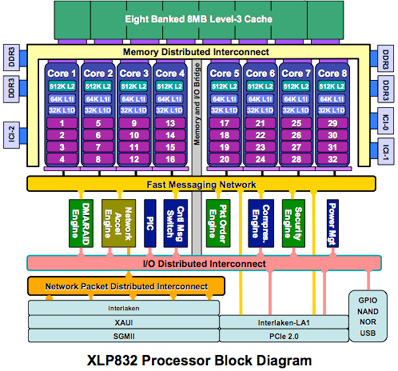 Eight Banked 8MB Level-3 Cache
Memory Distributed Interconnect
DDR3
DDR3
ICI-2
DDR3
DDR3
ICI-0
ICI-1
Core 1 Core 2 Core 3 Core 4
512K L2 512K L2 512K L2 512K L2
64K L1I 64K L1I 64K L1I 64K L1I
32K L1D 32K L1D 32K L1D 32K L1D
1 5 9 13
2 6 10 14
3 7 11 15
4 8 12 16
Memory and I/O Bridge
Core 5 Core 6 Core 7 Core 8
512K L2 512K L2 512K L2 512K L2
64K L1I 64K L1I 64K L1I 64K L1I
32K L1D 32K L1D 32K L1D 32K L1D
17 21 25 29
18 22 26 30
19 23 27 31
20 24 28 32
Fast Messaging Network
DMA/RAID
Engine
Network
Accel
Engine
PIC
Cntl Msg
Switch
Pkt Order
Engine
Compres.
Engine
Security
Engine
Power Mgt
I/O Distributed Interconnect
Network Packet Distributed Interconnect
Interlaken
XAUI
SGMII
Interlaken-LA1
PCIe 2.0
GPIO
NAND
NOR
USB
XLP832 Processor Block Diagram